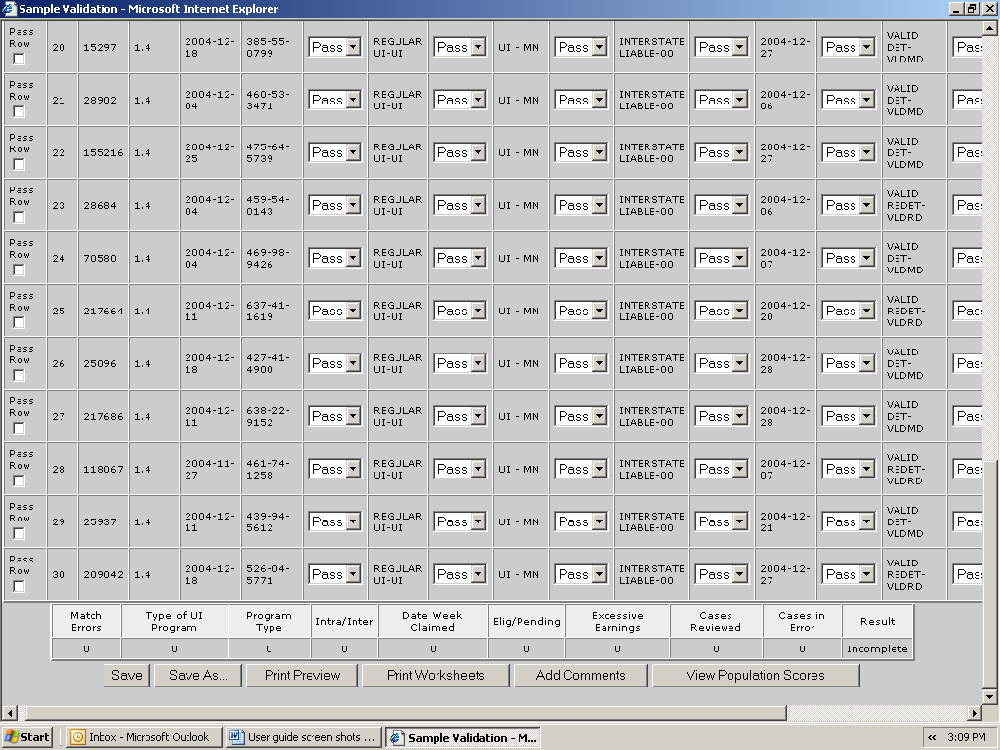 Sample Validation - Microsoft Internet Explorer
Pass Row 20 15297 1.4 2004-12-18 385-55-0799 Pass REGULAR UI-UI Pass UI - MN Pass INTERSTATE LIABLE-00 Pass 2004-12-27 Pass VALID DET-VLDMD Pass
Pass Row 21 28902 1.4 2004-12-04 460-53-3471 Pass REGULAR UI-UI Pass UI - MN Pass INTERSTATE LIABLE-00 Pass 2004-12-06 Pass VALID DET-VLDMD Pass
Pass Row 22 155216 1.4 2004-12-25 475-64-5739 Pass REGULAR UI-UI Pass UI - MN Pass INTERSTATE LIABLE-00 Pass 2004-12-27 Pass VALID DET-VLDMD Pass
Pass Row 23 28684 1.4 2004-12-04 459-54-0143 Pass REGULAR UI-UI Pass UI - MN Pass INTERSTATE LIABLE-00 Pass 2004-12-06 Pass VALID REDET-VLDRD Pass
Pass Row 24 70580 1.4 2004-12-04 469-98-9426 Pass REGULAR UI-UI Pass UI - MN Pass INTERSTATE LIABLE-00 Pass 2004-12-07 Pass VALID DET-VLDMD Pass
Pass Row 25 217664 1.4 2004-12-11 637-41-1619 Pass REGULAR UI-UI Pass UI - MN Pass INTERSTATE LIABLE-00 Pass 2004-12-20 Pass VALID REDET-VLDRD Pass
Pass Row 26 25096 1.4 2004-12-18 427-41-4900 Pass REGULAR UI-UI Pass UI - MN Pass INTERSTATE LIABLE-00 Pass 2004-12-28 Pass VALID DET-VLDMD Pass
Pass Row 27 217686 1.4 2004-12-11 638-22-9152 Pass REGULAR UI-UI Pass UI - MN Pass INTERSTATE LIABLE-00 Pass 2004-12-28 Pass VALID DET-VLDMD Pass
Pass Row 28 118067 1.4 2004-11-27 461-74-1258 Pass REGULAR UI-UI Pass UI - MN Pass INTERSTATE LIABLE-00 Pass 2004-12-07 Pass VALID REDET-VLDRD Pass
Pass Row 29 25937 1.4 2004-12-11 439-94-5612 Pass REGULAR UI-UI Pass UI - MN Pass INTERSTATE LIABLE-00 Pass 2004-12-21 Pass VALID DET-VLDMD Pass
Pass Row 30 209042 1.4 2004-12-18 526-04-5771 Pass REGULAR UI-UI Pass UI - MN Pass INTERSTATE LIABLE-00 Pass 2004-12-27 Pass VALID REDET-VLDRD Pass
Match Errors Type of UI Program Program Type Intra/Inter Date Week Claimed Elig/Pending Excessive Earnings Cases Reviewed Cases in Error Result
0 0 0 0 0 0 0 0 0 Incomplete
Save Save As... Print Preview Print Worksheets Add Comments View Population Scores
Start Inbox - Microsoft Outlook User guide screen shots ... Sample Validation - M... « 3:09 PM